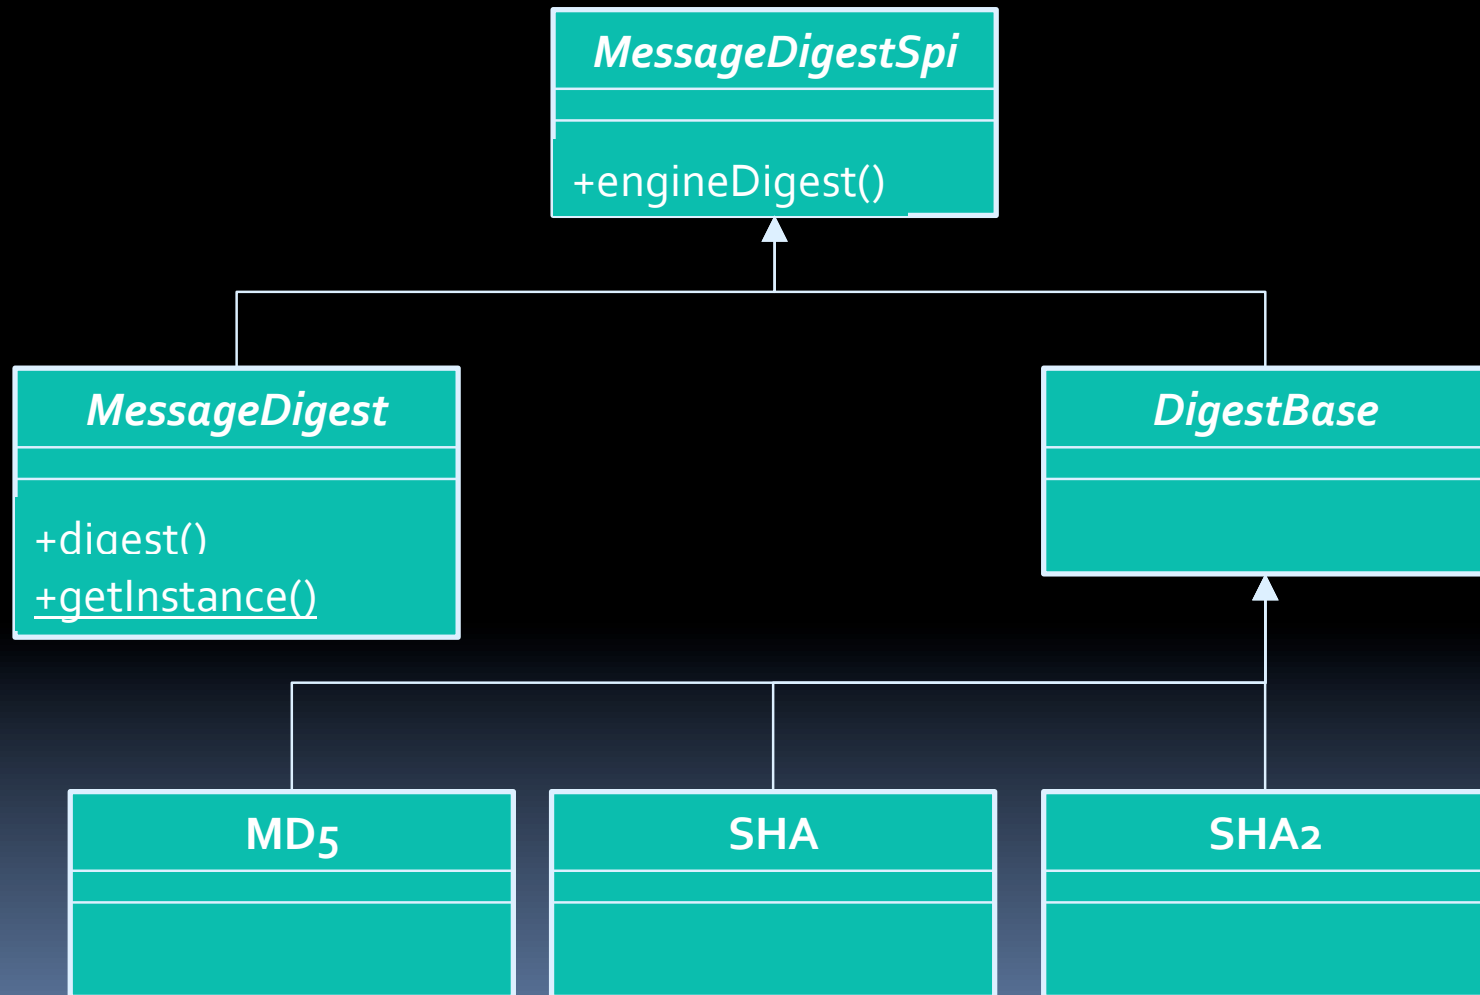 MessageDigestSpi
+engineDigest()
MessageDigest
+digest()
+getInstance()
DigestBase
MD5
SHA
SHA2